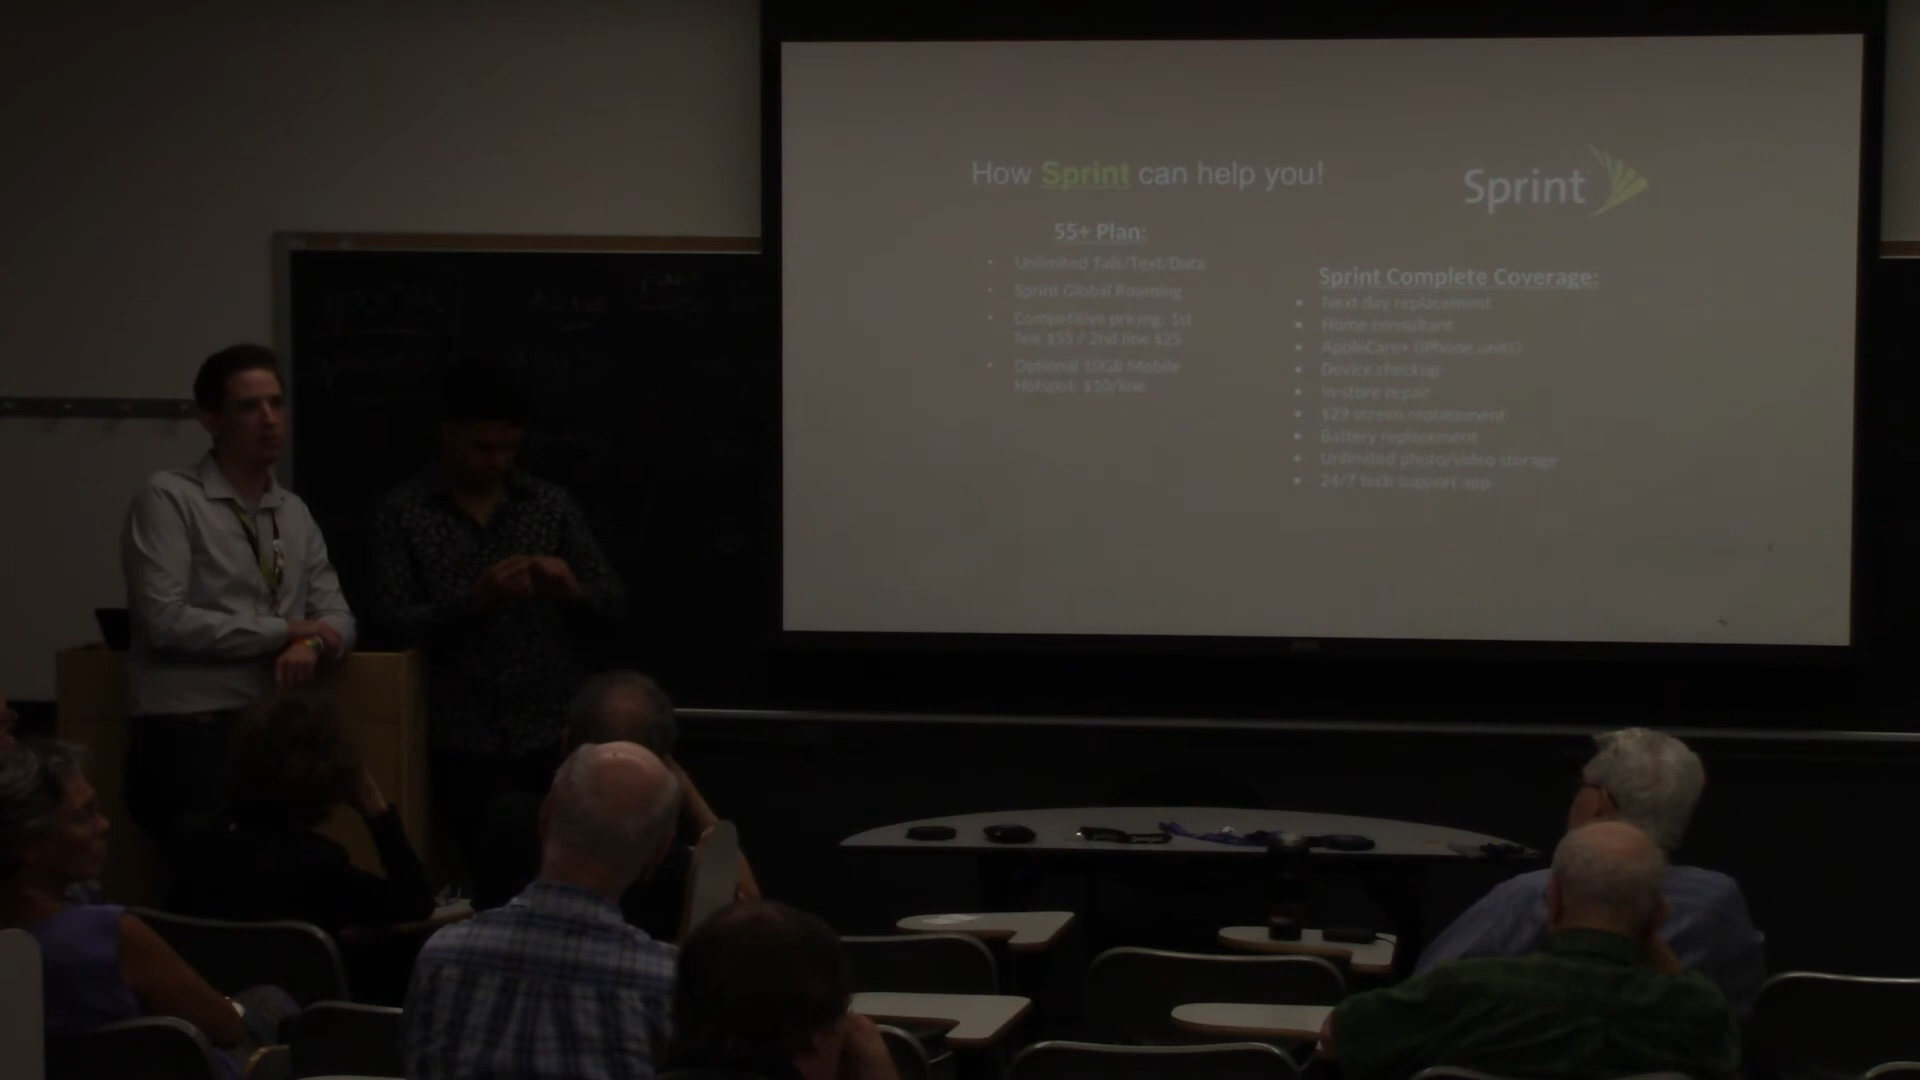 How Sprint can help you!
Sprint
55+ Plan:
Unlimited Talk/Text/Data
Sprint Global Roaming
Competitive pricing, 1st
line $55 / 2nd line $25
Optional 10GB Mobile
Hotspot: $10/line
Sprint Complete Coverage:
Next day replacement
Home consultant
AppleCare+ (iPhone units)
Device checkup
In-store repair
$29 screen replacement
Battery replacement
Unlimited photo/video storage
24/7 tech support app